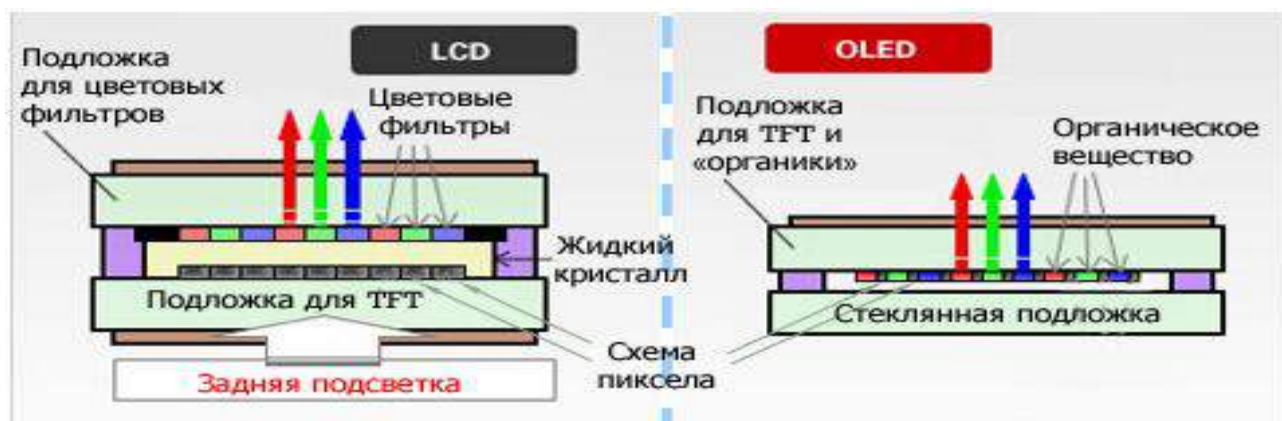 LCD
Подложка
для цветовых
фильтров
Цветовые
фильтры
Жидкий
кристалл
Подложка для TFT
Задняя подсветка
Схема
пиксела
OLED
Подложка
для TFT и
«органики»
Органическое
вещество
Стеклянная подложка